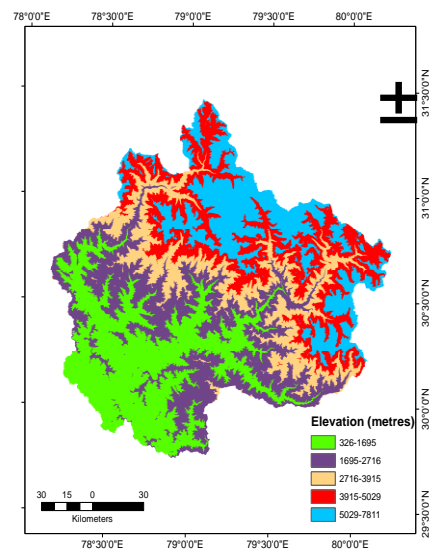 78°0'0"E 78°30'0"E 79°0'0"E 79°30'0"E 80°0'0"E
31°30'0"N
31°0'0"N
30°30'0"N
30°0'0"N
29°30'0"N
Elevation (metres)
326-1695
1695-2716
2716-3915
3915-5029
5029-7811
30 15 0 30
Kilometers
78°30'0"E 79°0'0"E 79°30'0"E 80°0'0"E